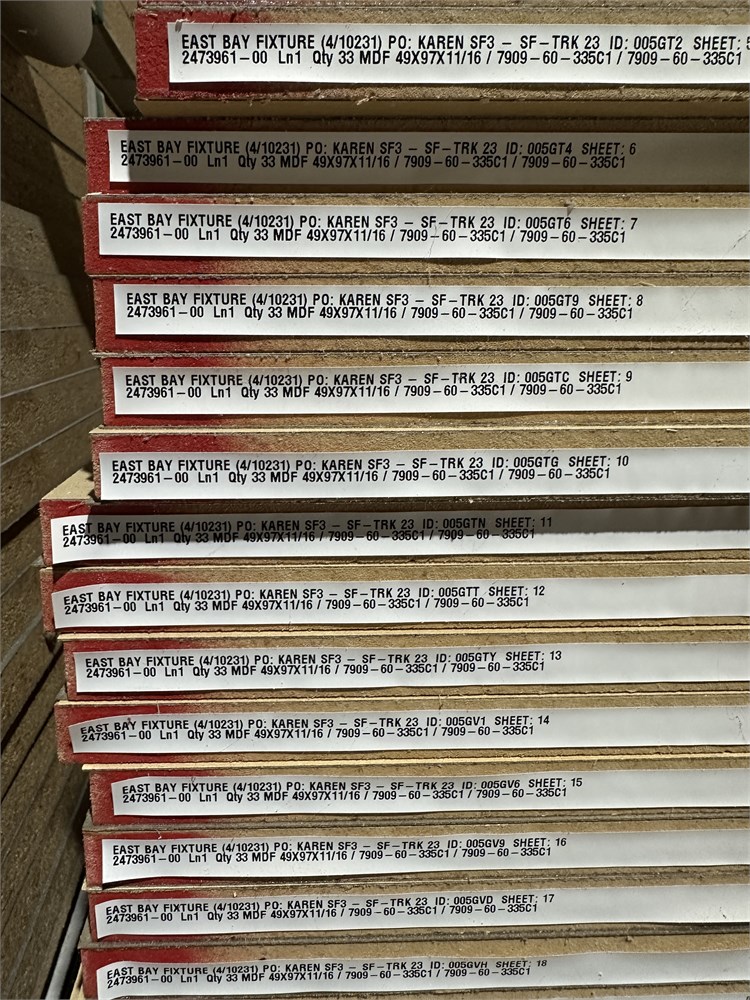 EAST BAY FIXTURE (4/10231) PO: KAREN SF3 – SF–TRK 23 ID: 005GT2 SHEET:
2473961–00 Ln1 Qty 33 MDF 49X97X11/16 / 7909–60–335C1 / 7909–60–335C1
EAST BAY FIXTURE (4/10231) PO: KAREN SF3 – SF–TRK 23 ID: 005GT4 SHEET: 6
2473961–00 Ln1 Qty 33 MDF 49X97X11/16 / 7909–60–335C1 / 7909–60–335C1
EAST BAY FIXTURE (4/10231) PO: KAREN SF3 – SF–TRK 23 ID: 005GT6 SHEET: 7
2473961–00 Ln1 Qty 33 MDF 49X97X11/16 / 7909–60–335C1 / 7909–60–335C1
EAST BAY FIXTURE (4/10231) PO: KAREN SF3 – SF–TRK 23 ID: 005GT9 SHEET: 8
2473961–00 Ln1 Qty 33 MDF 49X97X11/16 / 7909–60–335C1 / 7909–60–335C1
EAST BAY FIXTURE (4/10231) PO: KAREN SF3 – SF–TRK 23 ID: 005GTC SHEET: 9
2473961–00 Ln1 Qty 33 MDF 49X97X11/16 / 7909–60–335C1 / 7909–60–335C1
EAST BAY FIXTURE (4/10231) PO: KAREN SF3 – SF–TRK 23 ID: 005GTG SHEET: 10
2473961–00 Ln1 Qty 33 MDF 49X97X11/16 / 7909–60–335C1 / 7909–60–335C1
EAST BAY FIXTURE (4/10231) PO: KAREN SF3 – SF–TRK 23 ID: 005GTN SHEET: 11
2473961–00 Ln1 Qty 33 MDF 49X97X11/16 / 7909–60–335C1 / 7909–60–335C1
EAST BAY FIXTURE (4/10231) PO: KAREN SF3 – SF–TRK 23 ID: 005GTT SHEET: 12
2473961–00 Ln1 Qty 33 MDF 49X97X11/16 / 7909–60–335C1 / 7909–60–335C1
EAST BAY FIXTURE (4/10231) PO: KAREN SF3 – SF–TRK 23 ID: 005GTY SHEET: 13
2473961–00 Ln1 Qty 33 MDF 49X97X11/16 / 7909–60–335C1 / 7909–60–335C1
EAST BAY FIXTURE (4/10231) PO: KAREN SF3 – SF–TRK 23 ID: 005GV1 SHEET: 14
2473961–00 Ln1 Qty 33 MDF 49X97X11/16 / 7909–60–335C1 / 7909–60–335C1
EAST BAY FIXTURE (4/10231) PO: KAREN SF3 – SF–TRK 23 ID: 005GV6 SHEET: 15
2473961–00 Ln1 Qty 33 MDF 49X97X11/16 / 7909–60–335C1 / 7909–60–335C1
EAST BAY FIXTURE (4/10231) PO: KAREN SF3 – SF–TRK 23 ID: 005GV9 SHEET: 16
2473961–00 Ln1 Qty 33 MDF 49X97X11/16 / 7909–60–335C1 / 7909–60–335C1
EAST BAY FIXTURE (4/10231) PO: KAREN SF3 – SF–TRK 23 ID: 005GVD SHEET: 17
2473961–00 Ln1 Qty 33 MDF 49X97X11/16 / 7909–60–335C1 / 7909–60–335C1
EAST BAY FIXTURE (4/10231) PO: KAREN SF3 – SF–TRK 23 ID: 005GVH SHEET: 18
2473961–00 Ln1 Qty 33 MDF 49X97X11/16 / 7909–60–335C1 / 7909–60–335C1